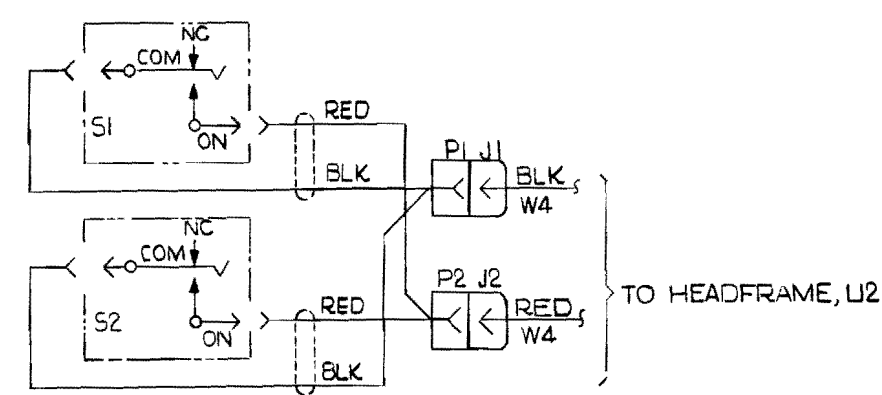 NC
COM
RED
S1
ON
P1 J1
BLK
BLK
W4
NC
COM
P2 J2
TO HEADFRAME, U2
RED
RED
S2
ON
W4
BLK